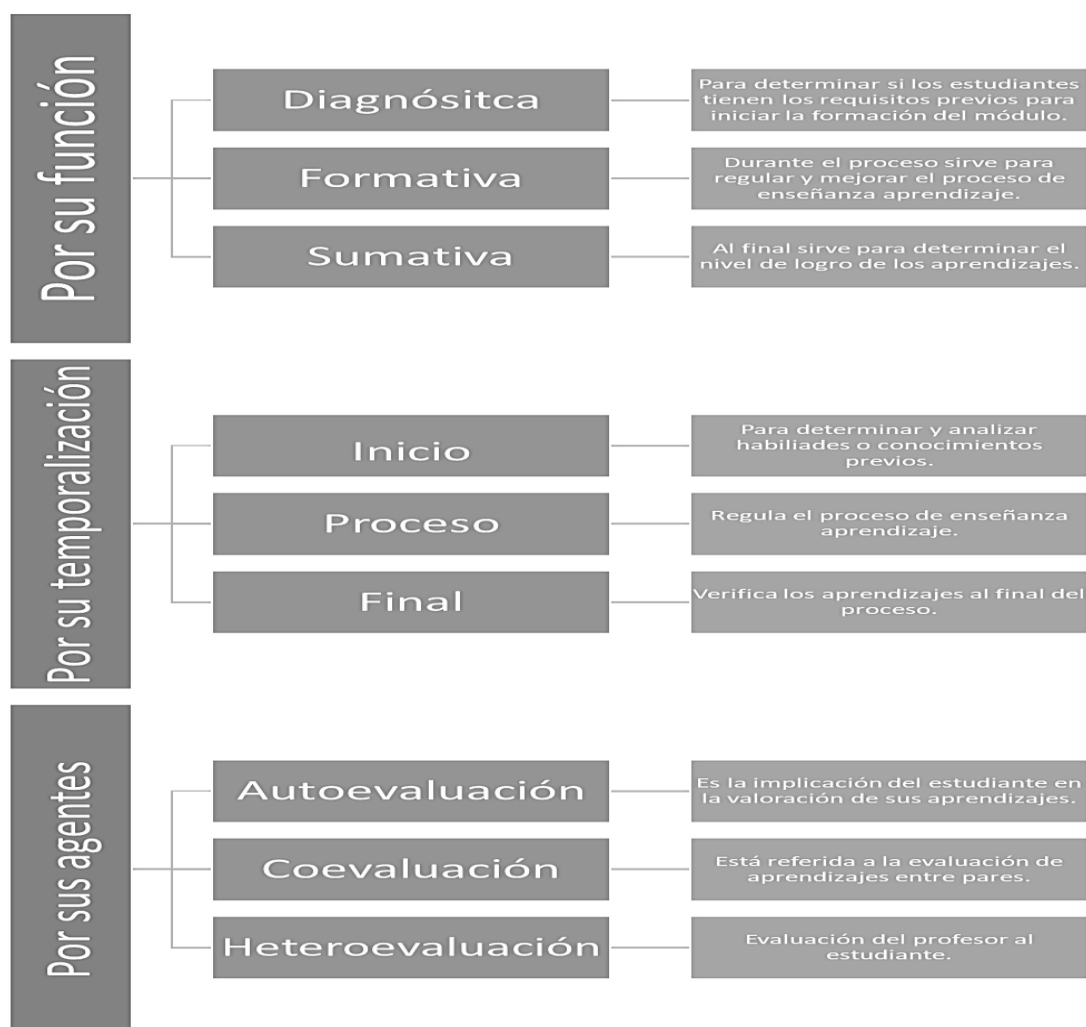 Por su función
Diagnósitca
Para determinar si los estudiantes
tienen los requisitos previos para
iniciar la formación del módulo.
Formativa
Durante el proceso sirve para
regular y mejorar el proceso de
enseñanza aprendizaje.
Sumativa
Al final sirve para determinar el
nivel de logro de los aprendizajes.
Por su temporalización
Inicio
Para determinar y analizar
habiliades o conocimientos
previos.
Proceso
Regula el proceso de enseñanza
aprendizaje.
Final
Verifica los aprendizajes al final del
proceso.
Por sus agentes
Autoevaluación
Es la implicación del estudiante en
la valoración de sus aprendizajes.
Coevaluación
Está referida a la evaluación de
aprendizajes entre pares.
Heteroevaluación
Evaluación del profesor al
estudiante.